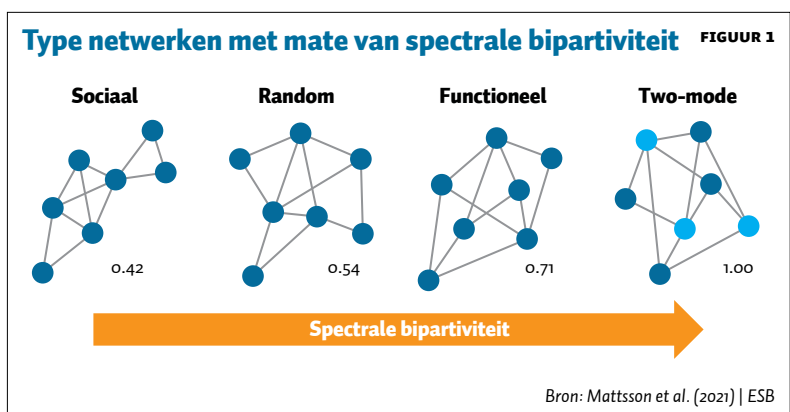 Type netwerken met mate van spectrale bipartiviteit FIGUUR 1
Sociaal Random Functioneel Two-mode
0.42 0.54 0.71 1.00
Spectrale bipartiviteit
Bron: Mattsson et al. (2021) | ESB